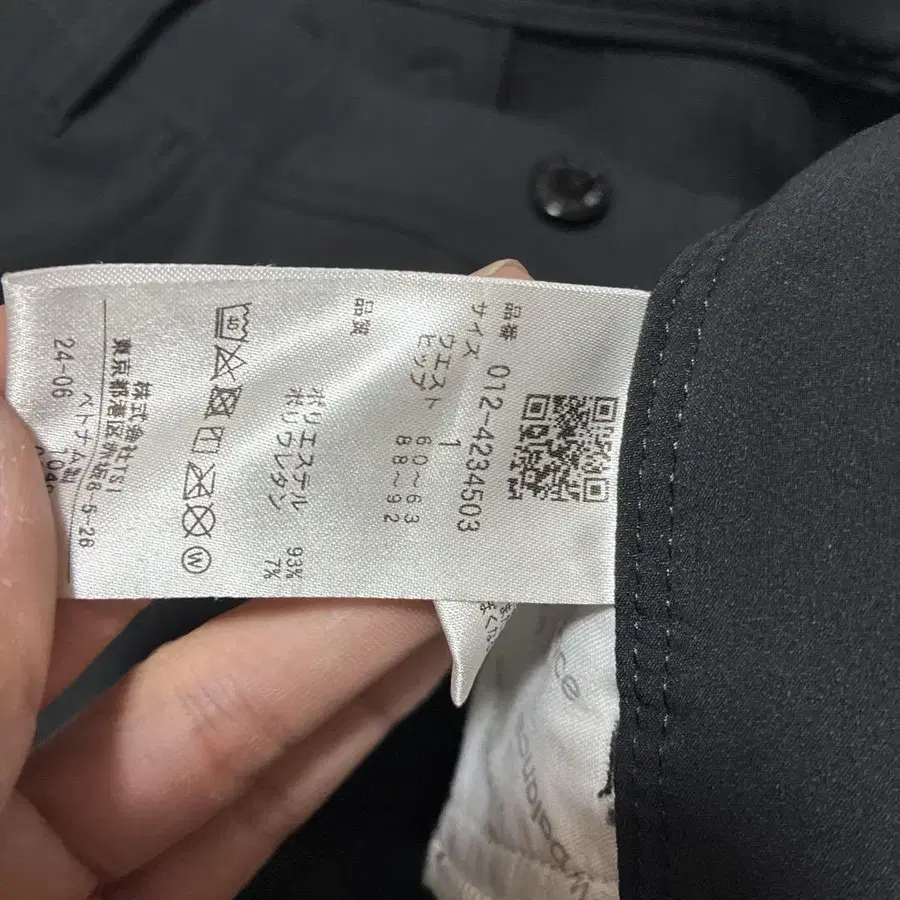 品番 012-4234503
サイズ 1
ウエスト 60~63
ヒップ 88~92
品質
ポリエステル 93%
ポリウレタン 7%
40
W
株式会社TSI
東京都港区赤坂8-5-26
ベトナム製
24-06